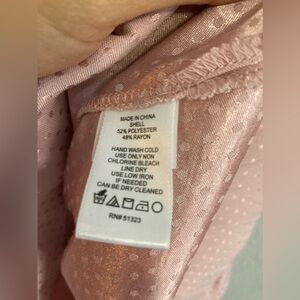 MADE IN CHINA
SHELL
52% POLYESTER
48% RAYON
HAND WASH COLD
USE ONLY NON
CHLORINE BLEACH
LINE DRY
USE LOW IRON
IF NEEDED
CAN BE DRY CLEANED
RN# 51323